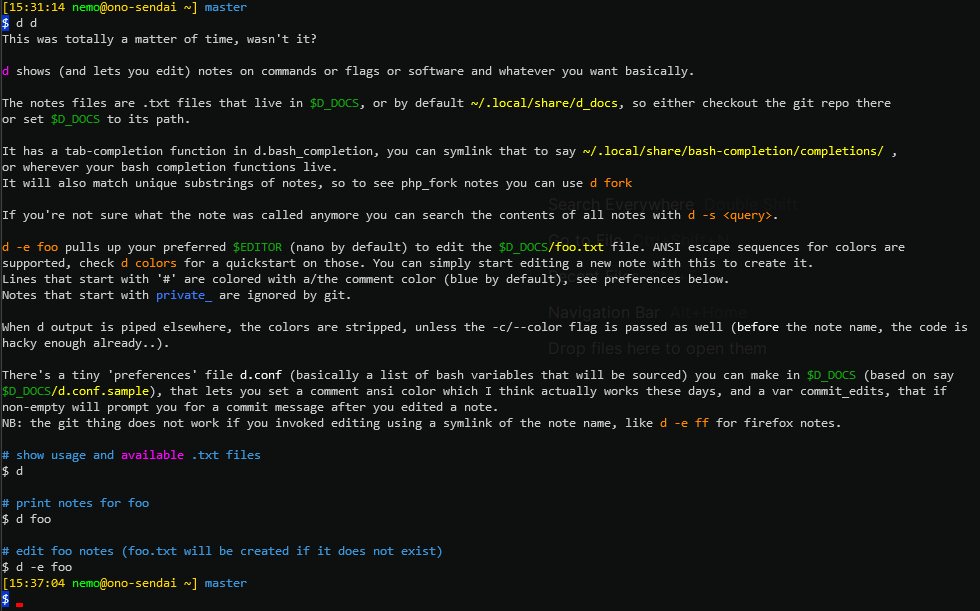 [15:31:14 nemo@ono-sendai ~] master
$ d d
This was totally a matter of time, wasn't it?
d shows (and lets you edit) notes on commands or flags or software and whatever you want basically.
The notes files are .txt files that live in $D_DOCS, or by default ~/.local/share/d_docs, so either checkout the git repo there
or set $D_DOCS to its path.
It has a tab-completion function in d.bash_completion, you can symlink that to say ~/.local/share/bash-completion/completions/ ,
or wherever your bash completion functions live.
It will also match unique substrings of notes, so to see php_fork notes you can use d fork
Search Everywhere Double Shift
If you're not sure what the note was called anymore you can search the contents of all notes with d -s <query>.
d -e foo pulls up your preferred $EDITOR (nano by default) to edit the $D_DOCS/foo.txt file. ANSI escape sequences for colors are
supported, check d colors for a quickstart on those. You can simply start editing a new note with this to create it.
Lines that start with '#' are colored with a/the comment color (blue by default), see preferences below.
Notes that start with private_ are ignored by git.
Navigation Bar Alt+Home
When d output is piped elsewhere, the colors are stripped, unless the -c/--color flag is passed as well (before the note name, the code is
hacky enough already..).
Drop files here to open them
There's a tiny 'preferences' file d.conf (basically a list of bash variables that will be sourced) you can make in $D_DOCS (based on say
$D_DOCS/d.conf.sample), that lets you set a comment ansi color which I think actually works these days, and a var commit_edits, that if
non-empty will prompt you for a commit message after you edited a note.
NB: the git thing does not work if you invoked editing using a symlink of the note name, like d -e ff for firefox notes.
# show usage and available .txt files
$ d
# print notes for foo
$ d foo
# edit foo notes (foo.txt will be created if it does not exist)
$ d -e foo
[15:37:04 nemo@ono-sendai ~] master
$